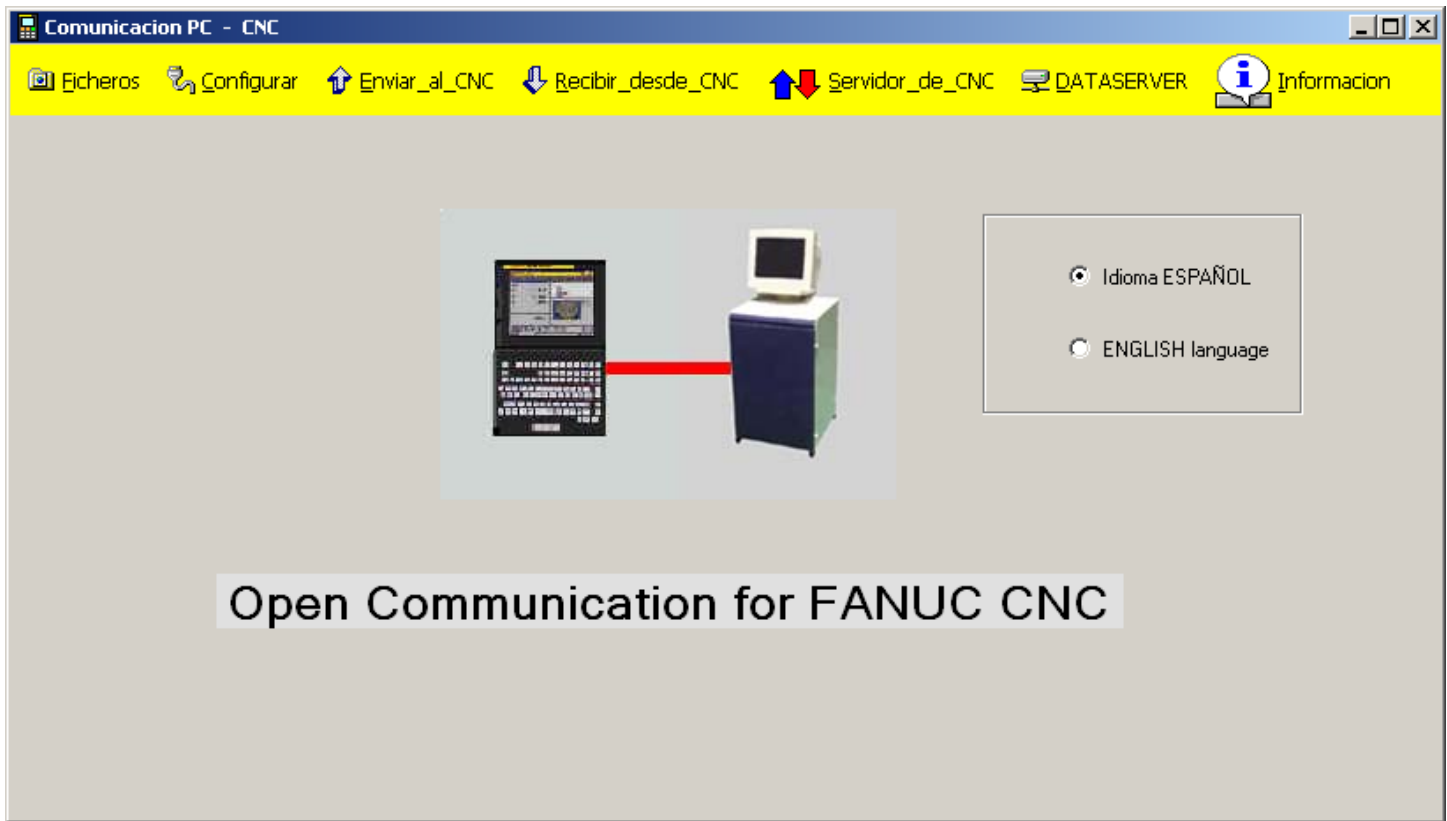 Comunicacion PC - CNC
Ficheros Configurar Enviar_al_CNC Recibir_desde_CNC Servidor_de_CNC DATASERVER Informacion
Idioma ESPAÑOL
ENGLISH language
Open Communication for FANUC CNC